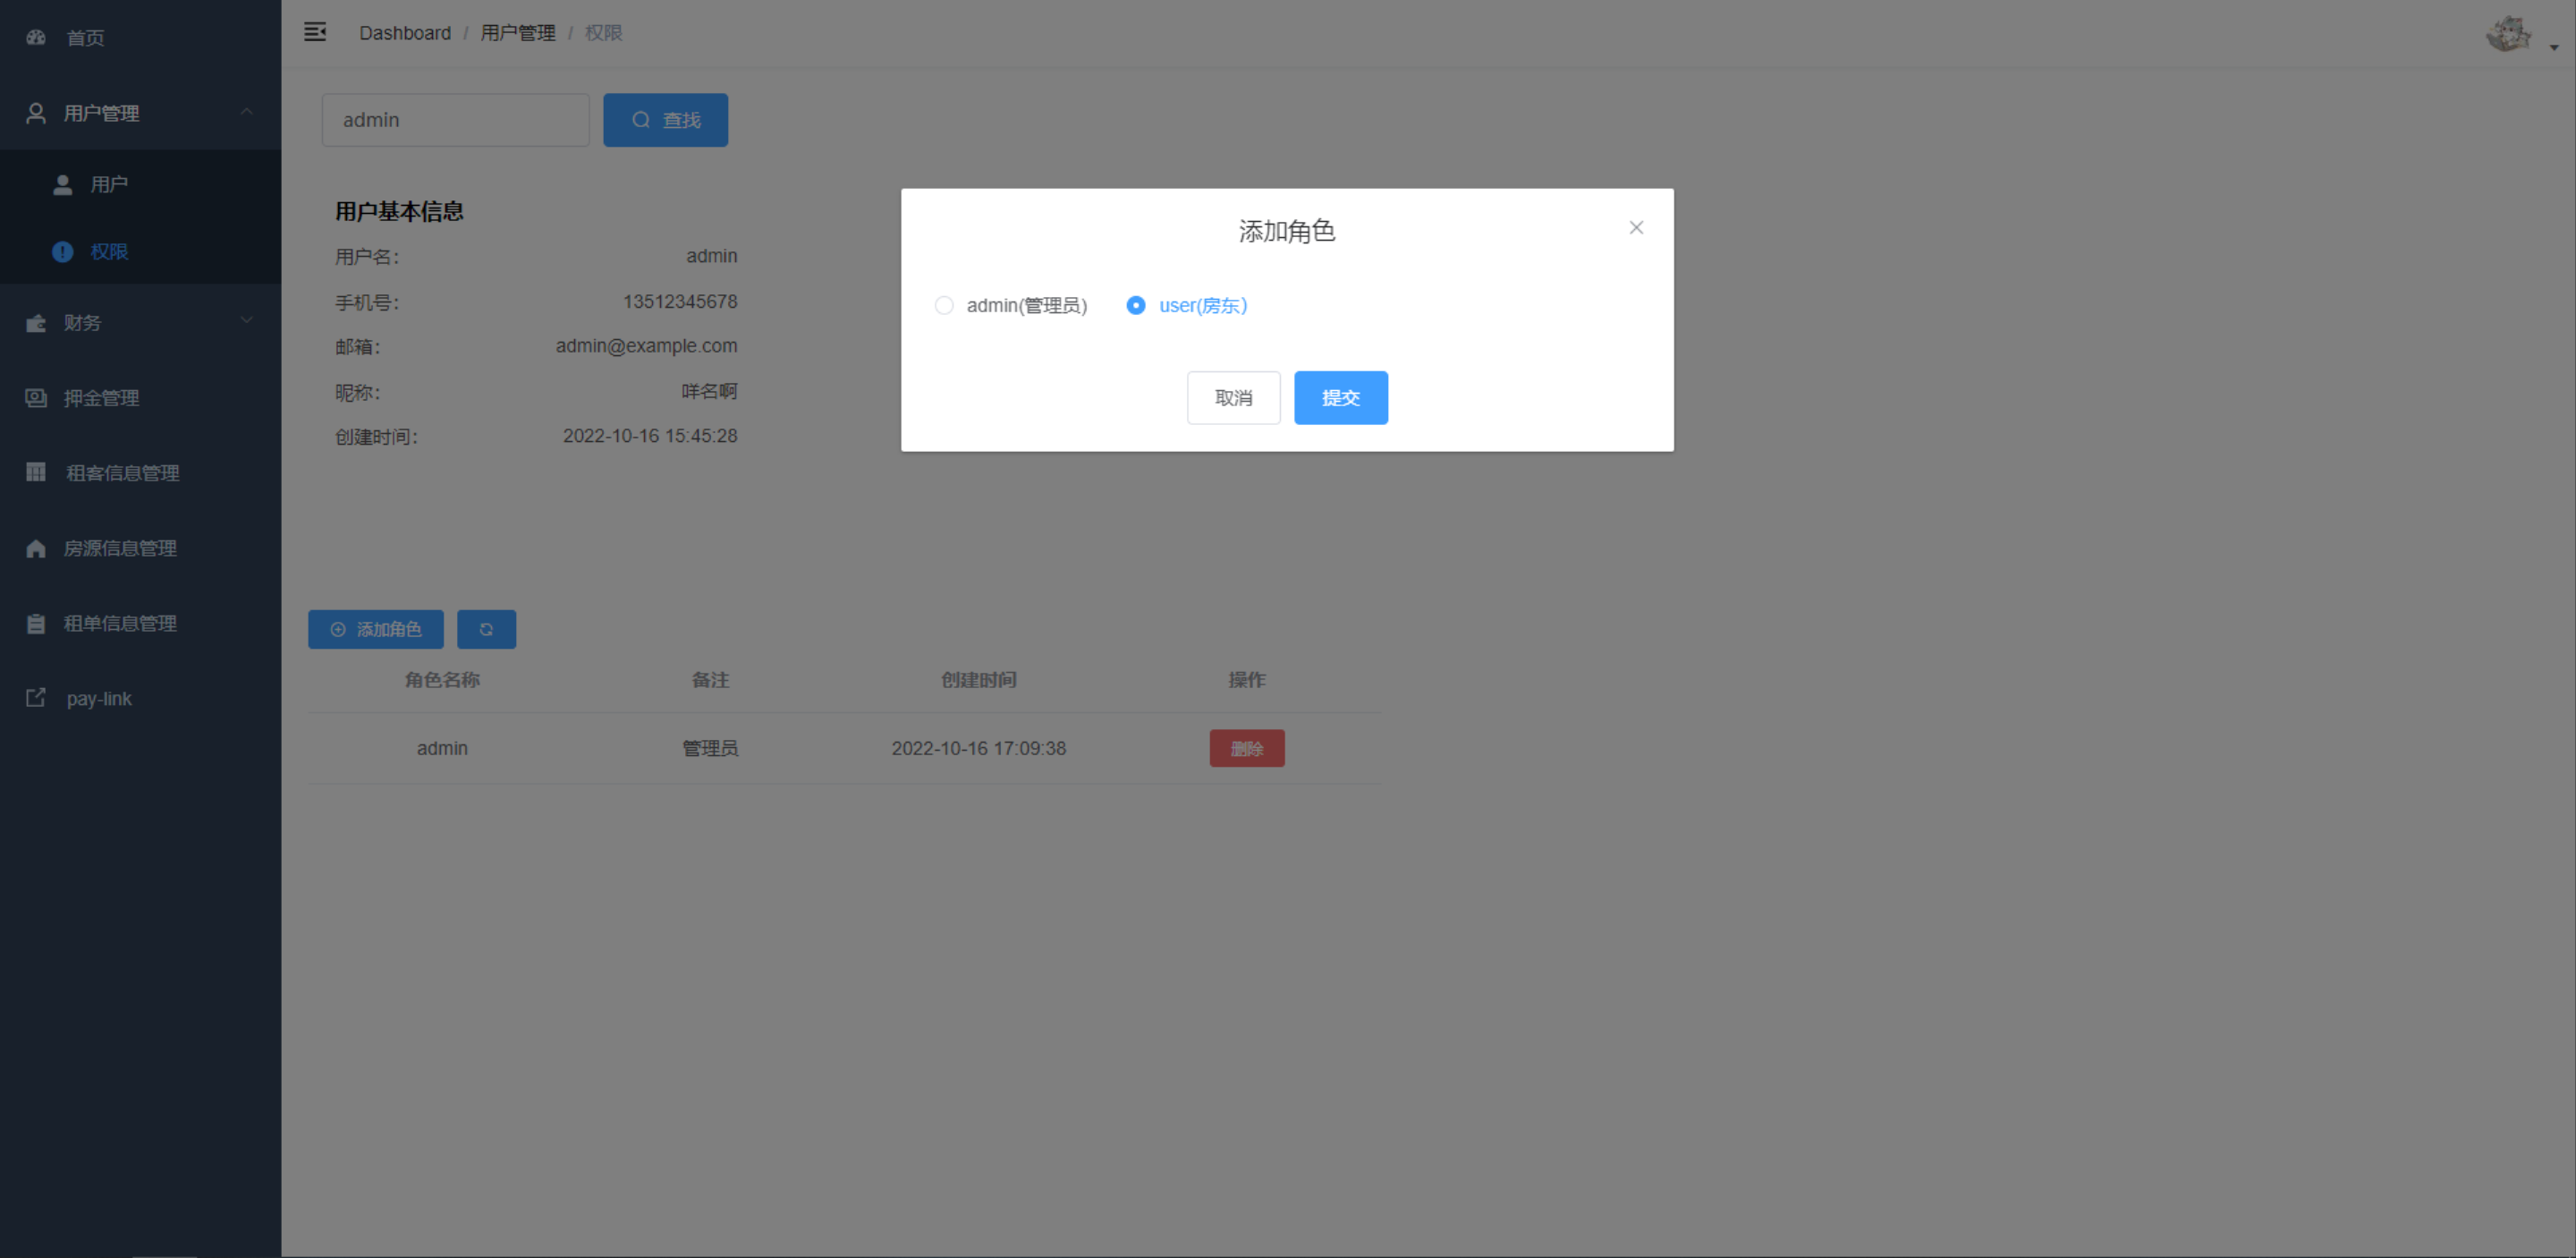 首页
用户管理
用户
权限
财务
押金管理
租客信息管理
房源信息管理
租单信息管理
pay-link
Dashboard / 用户管理 / 权限
admin 查找
用户基本信息
用户名： admin
手机号： 13512345678
邮箱： admin@example.com
昵称： 咩名啊
创建时间： 2022-10-16 15:45:28
添加角色
admin(管理员) user(房东)
取消 提交
添加角色
角色名称 备注 创建时间 操作
admin 管理员 2022-10-16 17:09:38 删除